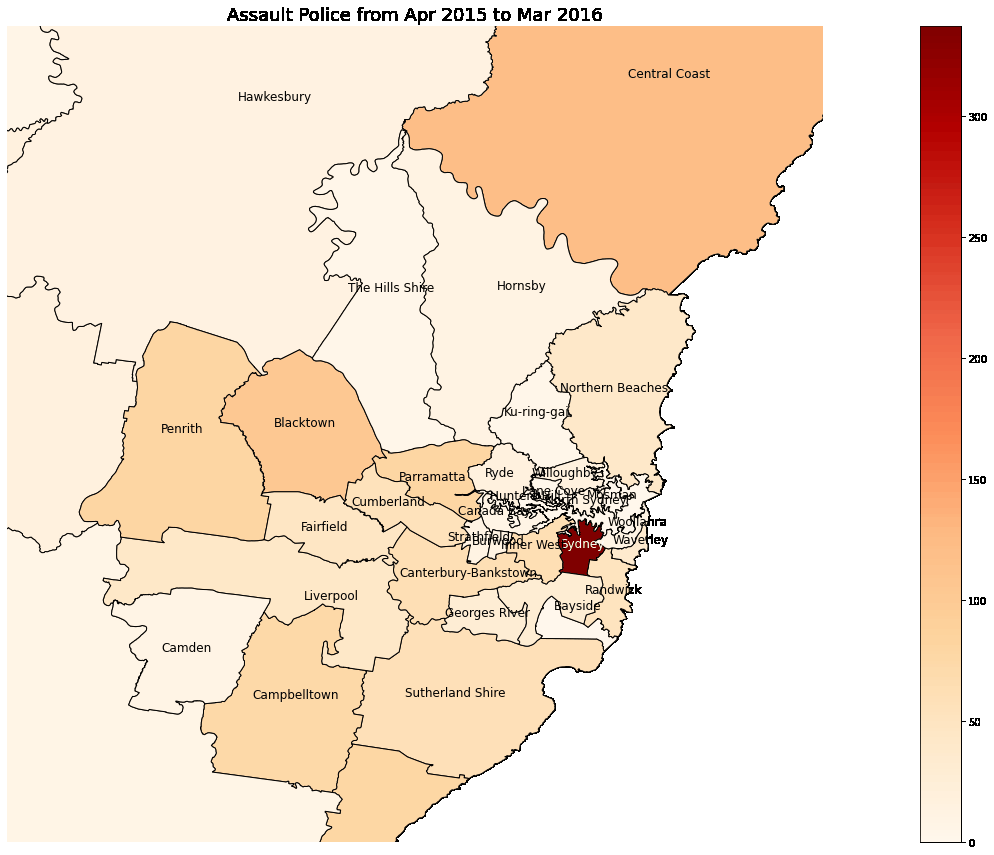 Assault Police from Apr 2015 to Mar 2016
Central Coast
Hawkesbury
300
250
The Hills Shire
Hornsby
200
Northern Beaches
Ku-ring-gai
Blacktown
Penrith
Ryde
Willoughby
Parramatta
150
Mosman
North Sydney
Cumberland
Canada Bay
Fairfield
Woollahra
Strathfield
Burwood
Inner West
Sydney
Waverley
Canterbury-Bankstown
Randwick
Liverpool
100
Bayside
Georges River
Camden
Campbelltown
Sutherland Shire
50
0